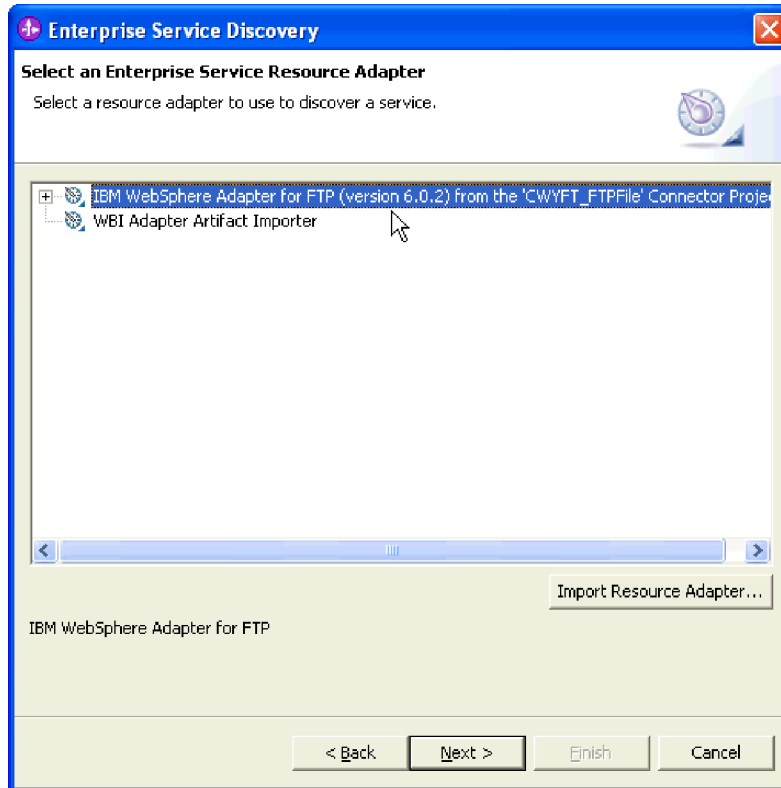 Enterprise Service Discovery
Select an Enterprise Service Resource Adapter
Select a resource adapter to use to discover a service.
IBM WebSphere Adapter for FTP (version 6.0.2) from the 'CWYFT_FTPFile' Connector Proje
WBI Adapter Artifact Importer
Import Resource Adapter...
IBM WebSphere Adapter for FTP
< Back Next > Finish Cancel